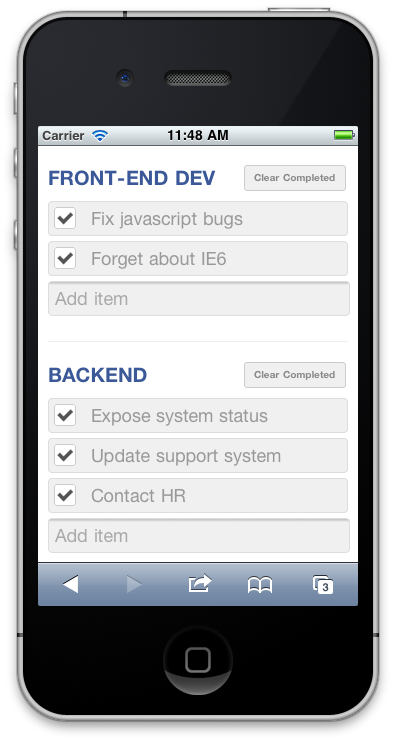 Carrier 11:48 AM
FRONT-END DEV Clear Completed
Fix javascript bugs
Forget about IE6
Add item
BACKEND Clear Completed
Expose system status
Update support system
Contact HR
Add item
3